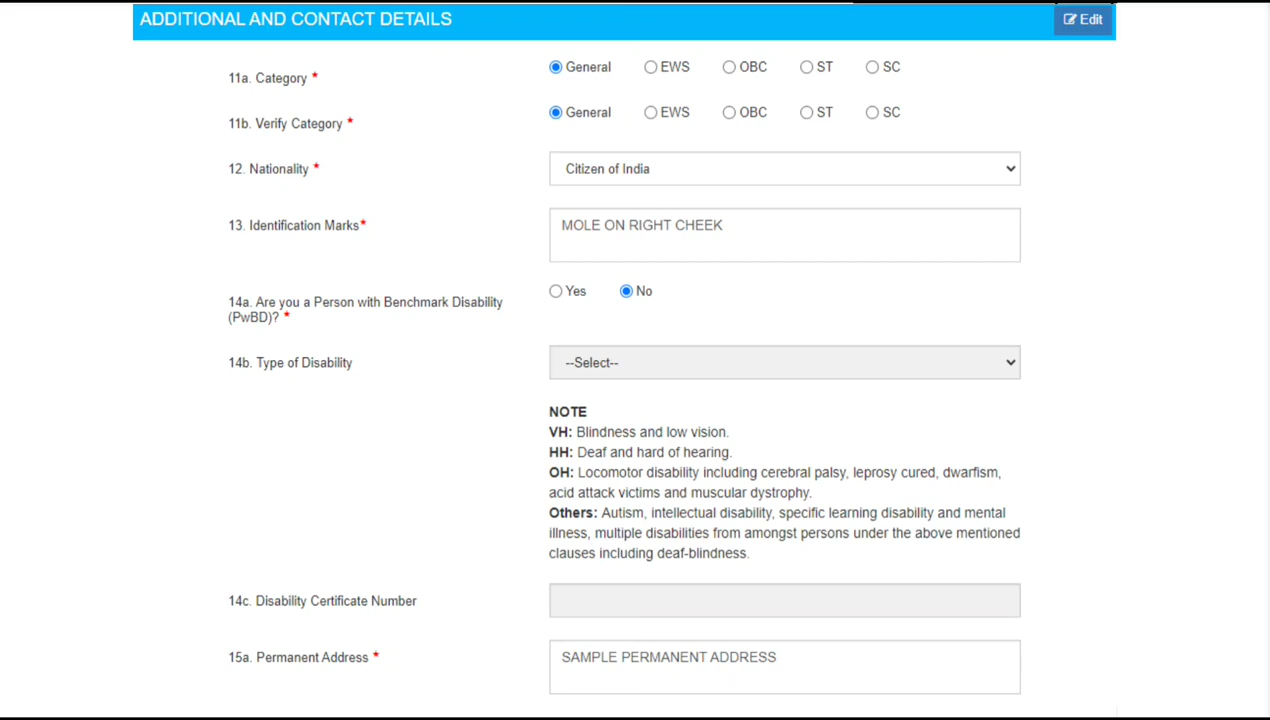 ADDITIONAL AND CONTACT DETAILS
Edit
11a. Category *
General EWS OBC ST SC
11b. Verify Category *
General EWS OBC ST SC
12. Nationality *
Citizen of India
13. Identification Marks*
MOLE ON RIGHT CHEEK
14a. Are you a Person with Benchmark Disability
(PwBD)? *
Yes No
14b. Type of Disability
--Select--
NOTE
VH: Blindness and low vision.
HH: Deaf and hard of hearing.
OH: Locomotor disability including cerebral palsy, leprosy cured, dwarfism,
acid attack victims and muscular dystrophy.
Others: Autism, intellectual disability, specific learning disability and mental
illness, multiple disabilities from amongst persons under the above mentioned
clauses including deaf-blindness.
14c. Disability Certificate Number
15a. Permanent Address *
SAMPLE PERMANENT ADDRESS